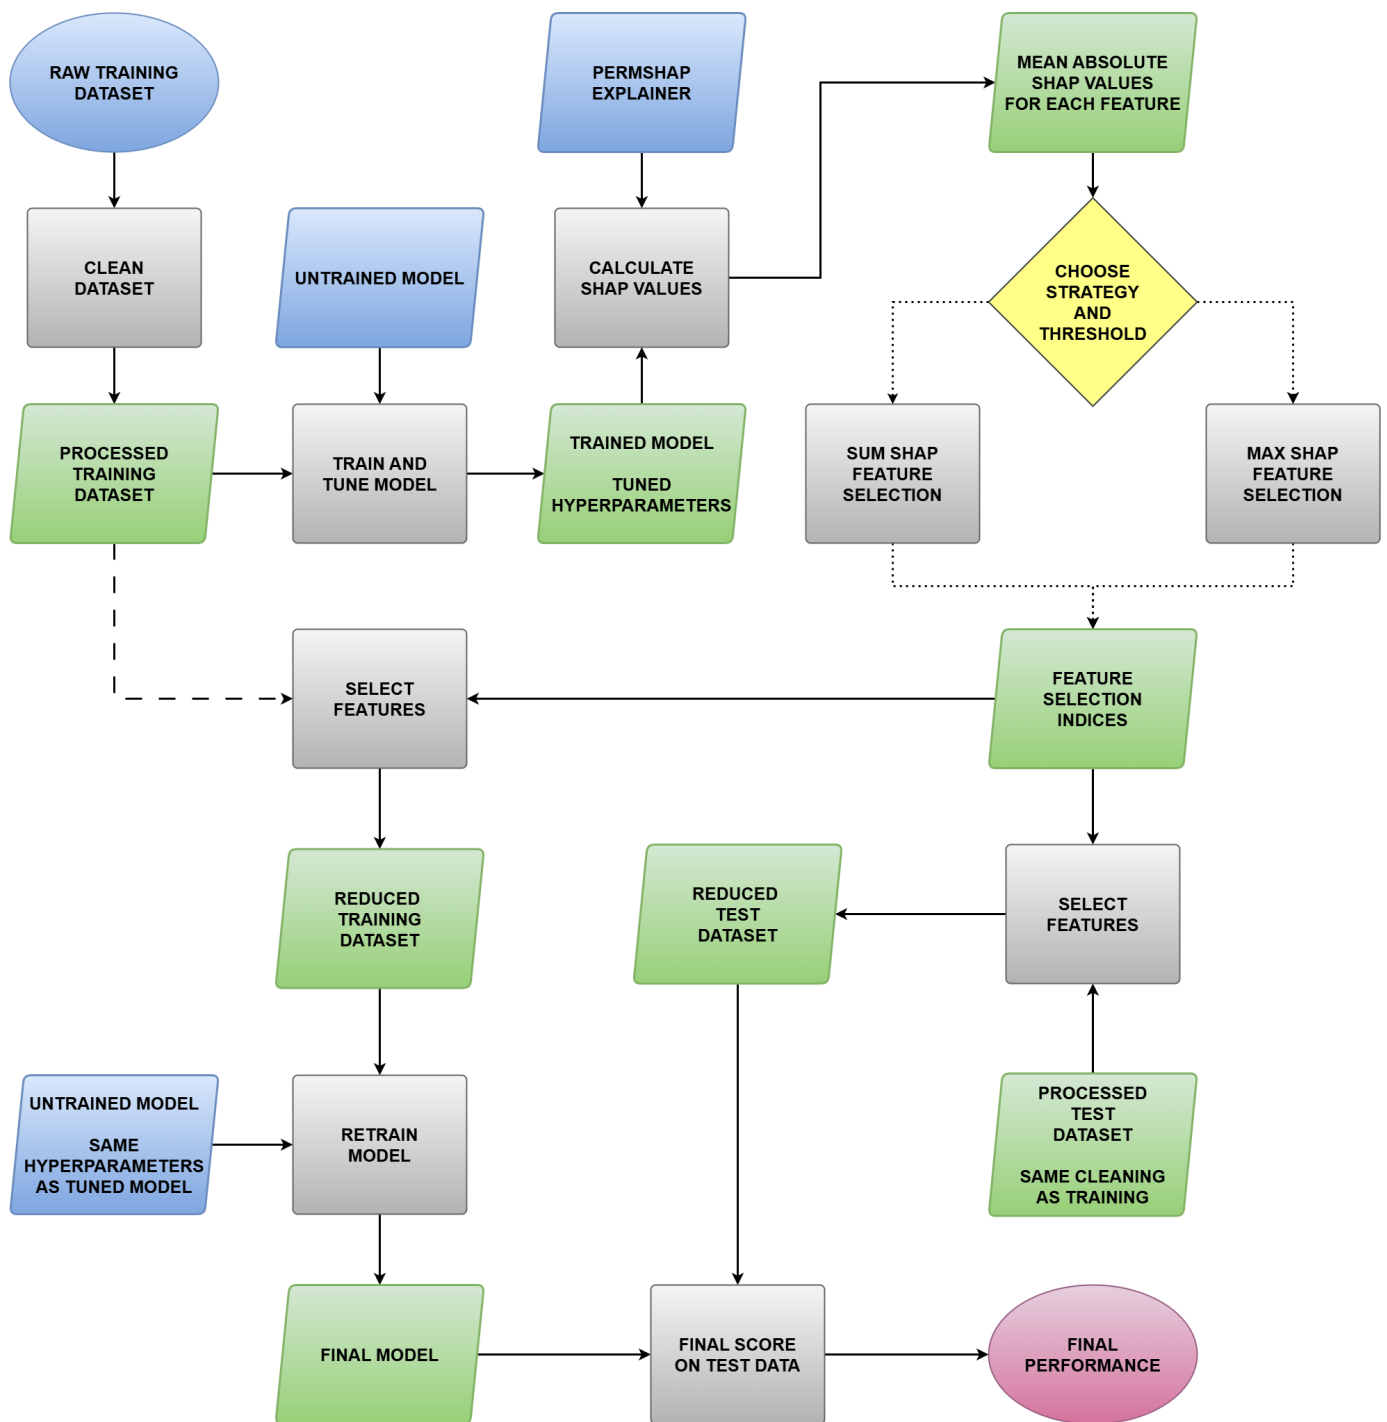 RAW TRAINING
DATASET
PERMSHAP
EXPLAINER
MEAN ABSOLUTE
SHAP VALUES
FOR EACH FEATURE
CLEAN
DATASET
UNTRAINED MODEL
CALCULATE
SHAP VALUES
CHOOSE
STRATEGY
AND
THRESHOLD
PROCESSED
TRAINING
DATASET
TRAIN AND
TUNE MODEL
TRAINED MODEL
TUNED
HYPERPARAMETERS
SUM SHAP
FEATURE
SELECTION
MAX SHAP
FEATURE
SELECTION
SELECT
FEATURES
FEATURE
SELECTION
INDICES
REDUCED
TRAINING
DATASET
REDUCED
TEST
DATASET
SELECT
FEATURES
UNTRAINED MODEL
SAME
HYPERPARAMETERS
AS TUNED MODEL
RETRAIN
MODEL
PROCESSED
TEST
DATASET
SAME CLEANING
AS TRAINING
FINAL MODEL
FINAL SCORE
ON TEST DATA
FINAL
PERFORMANCE